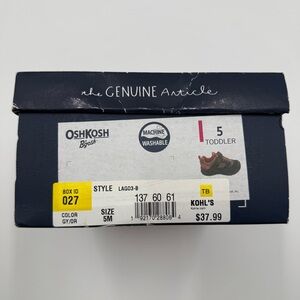 the GENUINE Article
OSHKOSH
B'gosh
MACHINE
WASHABLE
5
TODDLER
BOX ID
027
STYLE LAGO3-B
137 60 61
TB
KOHL'S
COLOR
GY/OR
SIZE
5M
$37.99